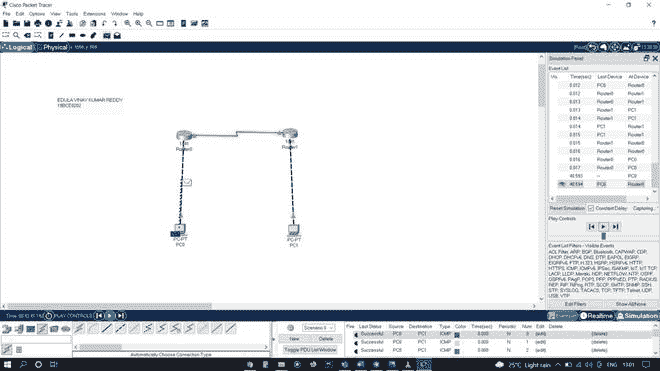 Cisco Packet Tracer
File Edit Options View Tools Extensions Window Help
Logical
Physical
[Root]
EDULA VINAY KUMAR REDDY
Router0
Router1
PC-PT
PC0
PC-PT
PC1
Simulation Panel
Event List
Vis. Time(sec) Last Device At Device
0.012 PC0 Router0
0.012 Router0 Router1
0.013 Router0 Router1
0.013 Router1 PC1
0.014 Router1 PC1
0.014 PC1 Router1
0.015 PC1 Router1
0.015 Router1 Router0
0.016 Router1 Router0
0.016 Router0 PC0
0.017 Router0 PC0
40.593 -- PC0
40.594 PC0 Router0
Reset Simulation Constant Delay Capturing...
Play Controls
Event List Filters - Visible Events
ACL Filter, ARP, BGP, Bluetooth, CAPWAP, CDP,
DHCP, DHCPv6, DNS, DTP, EAPOL, EIGRP,
EIGRPv6, FTP, H.323, HSRP, HSRPv6, HTTP,
HTTPS, ICMP, ICMPv6, IPSec, ISAKMP, IoT, IoT TCP,
LACP, LLDP, Meraki, NDP, NETFLOW, NTP, OSPF,
OSPFv6, PAgP, POP3, PPP, PPPoED, PTP, RADIUS,
REP, RIP, RIPng, RTP, SCCP, SMTP, SNMP, SSH,
STP, SYSLOG, TACACS, TCP, TFTP, Telnet, UDP,
USB, VTP
Edit Filters Show All/None
PLAY CONTROLS
Realtime Simulation
Scenario 0
New Delete
Toggle PDU List Window
Automatically Choose Connection Type
Fire Last Status Source Destination Type Color Time(sec) Periodic Num Edit Delete
Successful PC0 PC1 ICMP 0.000 N 0 (edit) (delete)
Successful PC0 PC1 ICMP 0.000 N 1 (edit) (delete)
Successful PC0 PC1 ICMP 0.000 N 2 (edit) (delete)
25°C Light rain
ENG 13:01